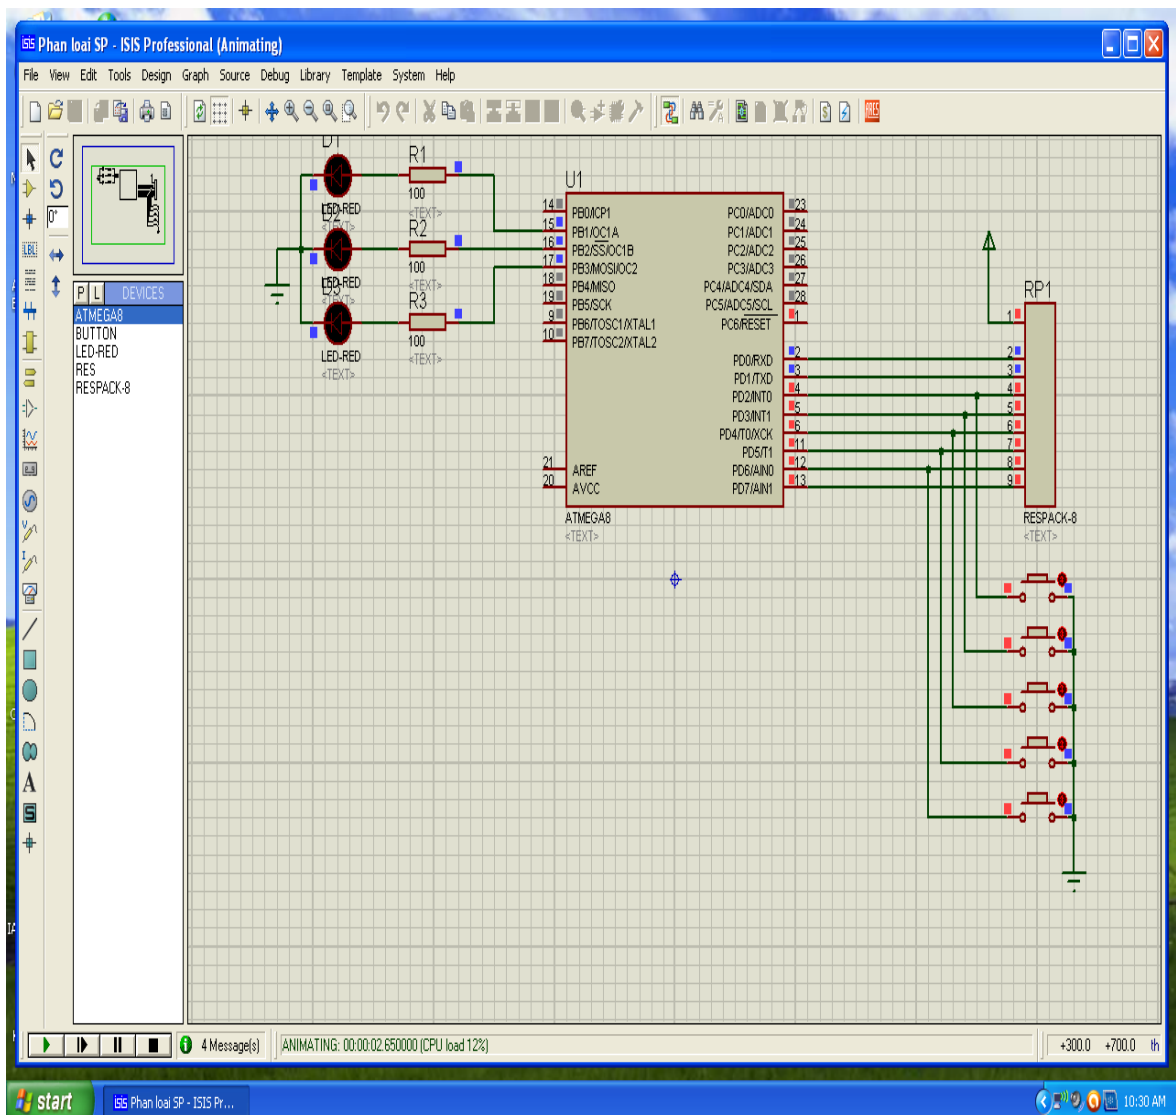 Phan loai SP - ISIS Professional (Animating)
File View Edit Tools Design Graph Source Debug Library Template System Help
ARES
0°
LBL
P L DEVICES
ATMEGA8
BUTTON
LED-RED
RES
RESPACK-8
D1
LED-RED
<TEXT>
D2
LED-RED
<TEXT>
D3
LED-RED
<TEXT>
R1
100
<TEXT>
R2
100
<TEXT>
R3
100
<TEXT>
U1
14 PB0/ICP1
15 PB1/OC1A
16 PB2/SS/OC1B
17 PB3/MOSI/OC2
18 PB4/MISO
19 PB5/SCK
9 PB6/TOSC1/XTAL1
10 PB7/TOSC2/XTAL2
21 AREF
20 AVCC
PC0/ADC0 23
PC1/ADC1 24
PC2/ADC2 25
PC3/ADC3 26
PC4/ADC4/SDA 27
PC5/ADC5/SCL 28
PC6/RESET 1
PD0/RXD 2
PD1/TXD 3
PD2/INT0 4
PD3/INT1 5
PD4/T0/XCK 6
PD5/T1 11
PD6/AIN0 12
PD7/AIN1 13
ATMEGA8
<TEXT>
RP1
1
2
3
4
5
6
7
8
9
RESPACK-8
<TEXT>
V
I
A
S
4 Message(s)
ANIMATING: 00:00:02.650000 (CPU load 12%)
+300.0 +700.0 th
start
Phan loai SP - ISIS Pr...
10:30 AM